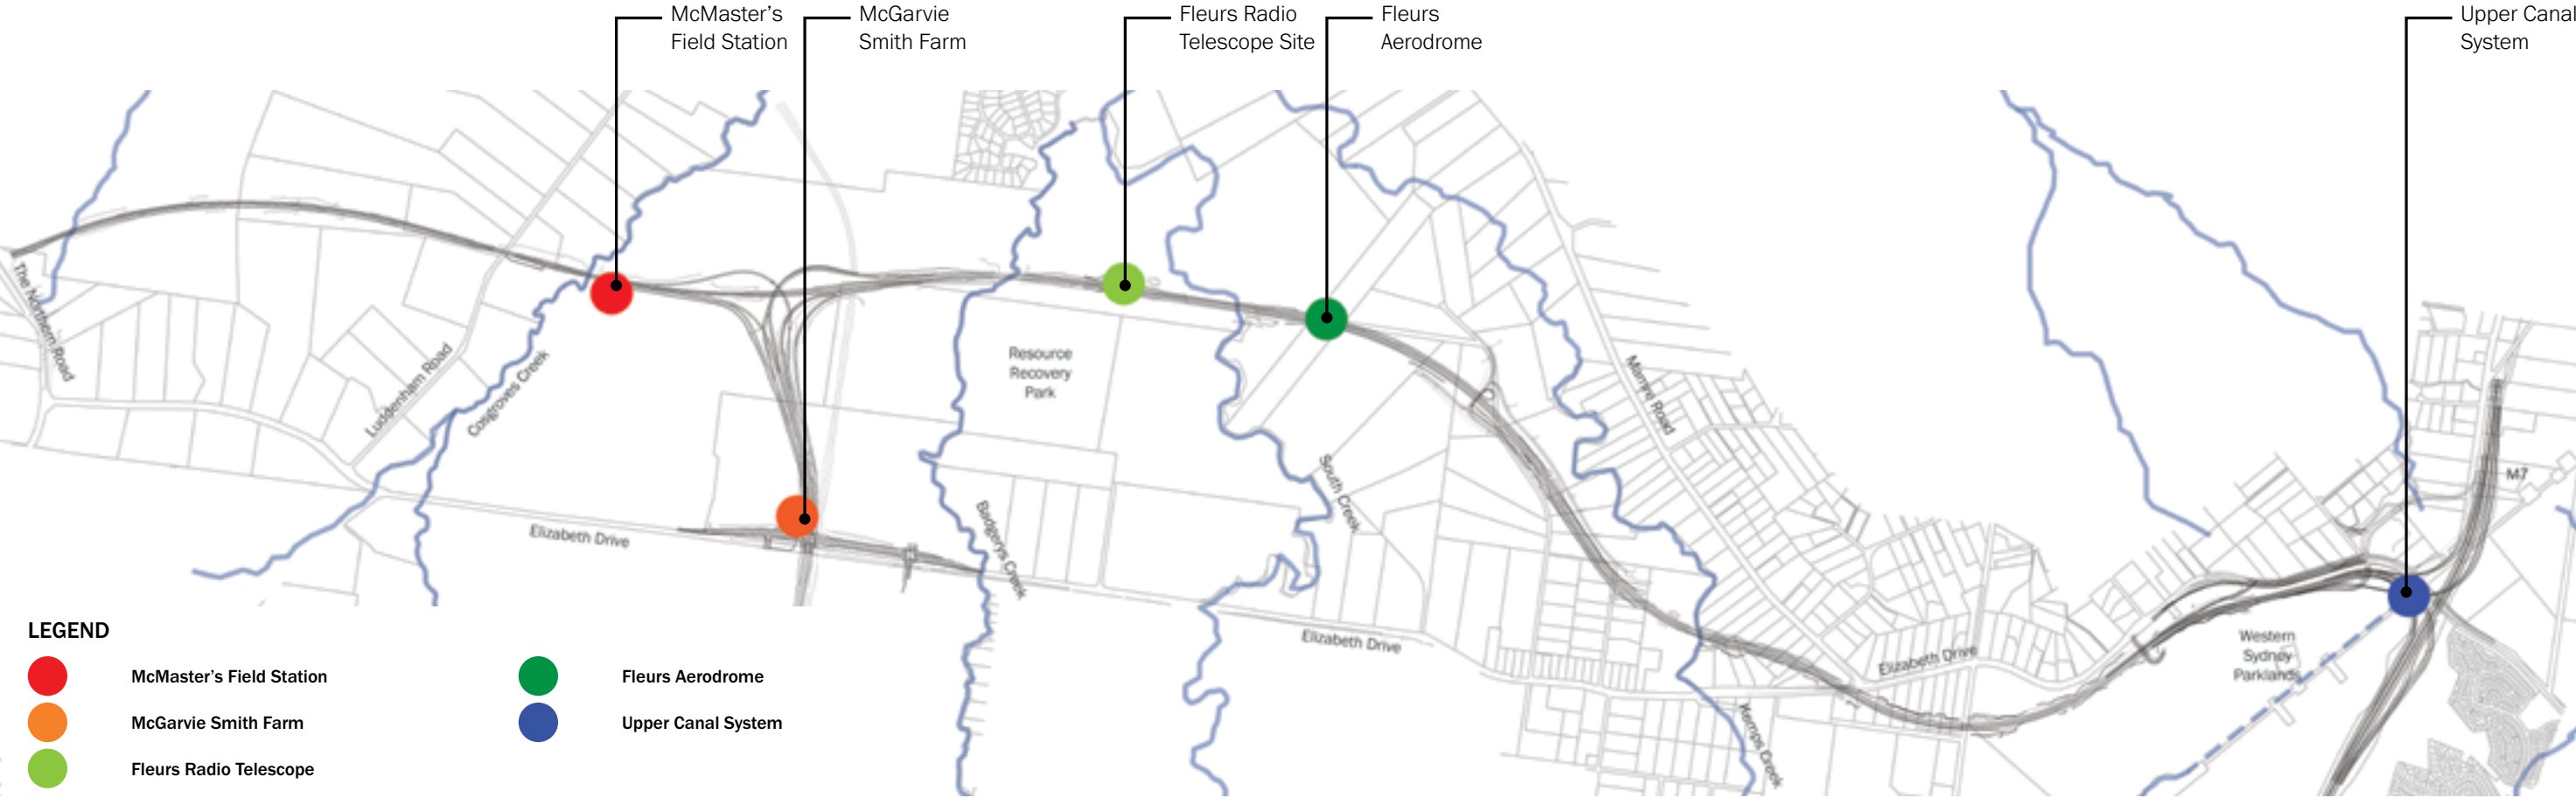 McMaster's
Field Station
McGarvie
Smith Farm
Fleurs Radio
Telescope Site
Fleurs
Aerodrome
Upper Canal
System
The Northern Road
Luddenham Road
Cosgroves Creek
Elizabeth Drive
Resource
Recovery
Park
Badgerys Creek
South Creek
Elizabeth Drive
Mamre Road
Kemps Creek
Elizabeth Drive
Western
Sydney
Parklands
M7
LEGEND
McMaster's Field Station
McGarvie Smith Farm
Fleurs Radio Telescope
Fleurs Aerodrome
Upper Canal System